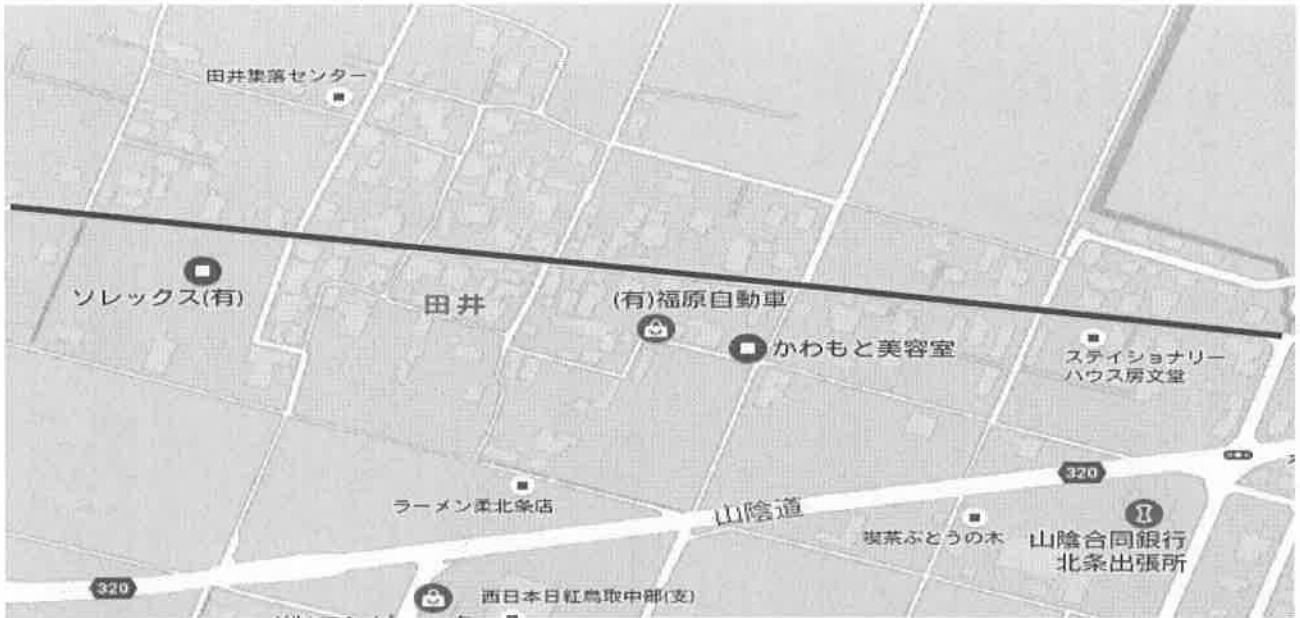 田井集落センター
ソレックス(有)
田井
(有)福原自動車
かわもと美容室
ステイショナリー
ハウス房文堂
320
ラーメン柔北条店
山陰道
喫茶ぶとうの木
山陰合同銀行
北条出張所
320
西日本日紅鳥取中部(支)